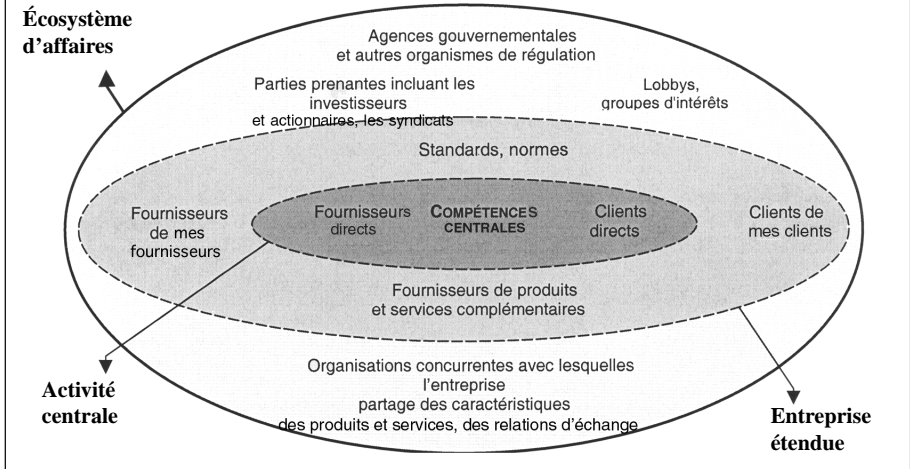 Écosystème
d'affaires
Agences gouvernementales
et autres organismes de régulation
Parties prenantes incluant les
investisseurs
et actionnaires, les syndicats
Lobbys,
groupes d'intérêts
Standards, normes
Fournisseurs
de mes
fournisseurs
Fournisseurs
directs
COMPÉTENCES
CENTRALES
Clients
directs
Clients de
mes clients
Fournisseurs de produits
et services complémentaires
Organisations concurrentes avec lesquelles
l'entreprise
partage des caractéristiques
des produits et services, des relations d'échange
Activité
centrale
Entreprise
étendue